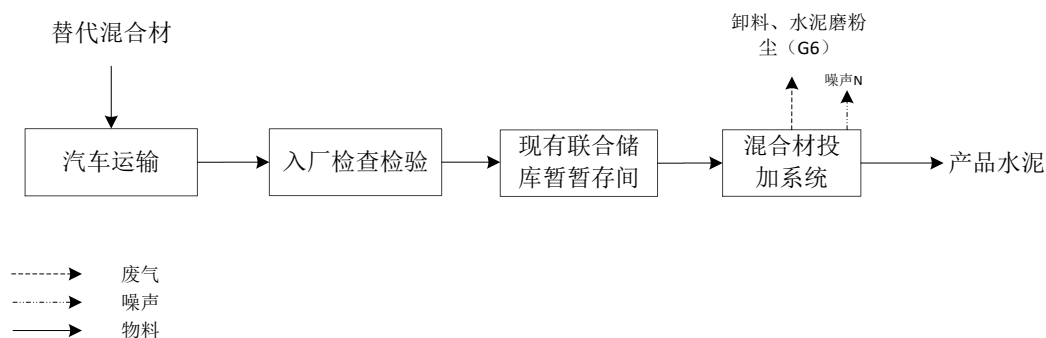 替代混合材
卸料、水泥磨粉
尘（G6）
噪声N
汽车运输
入厂检查检验
现有联合储
库暂暂存间
混合材投
加系统
产品水泥
废气
噪声
物料